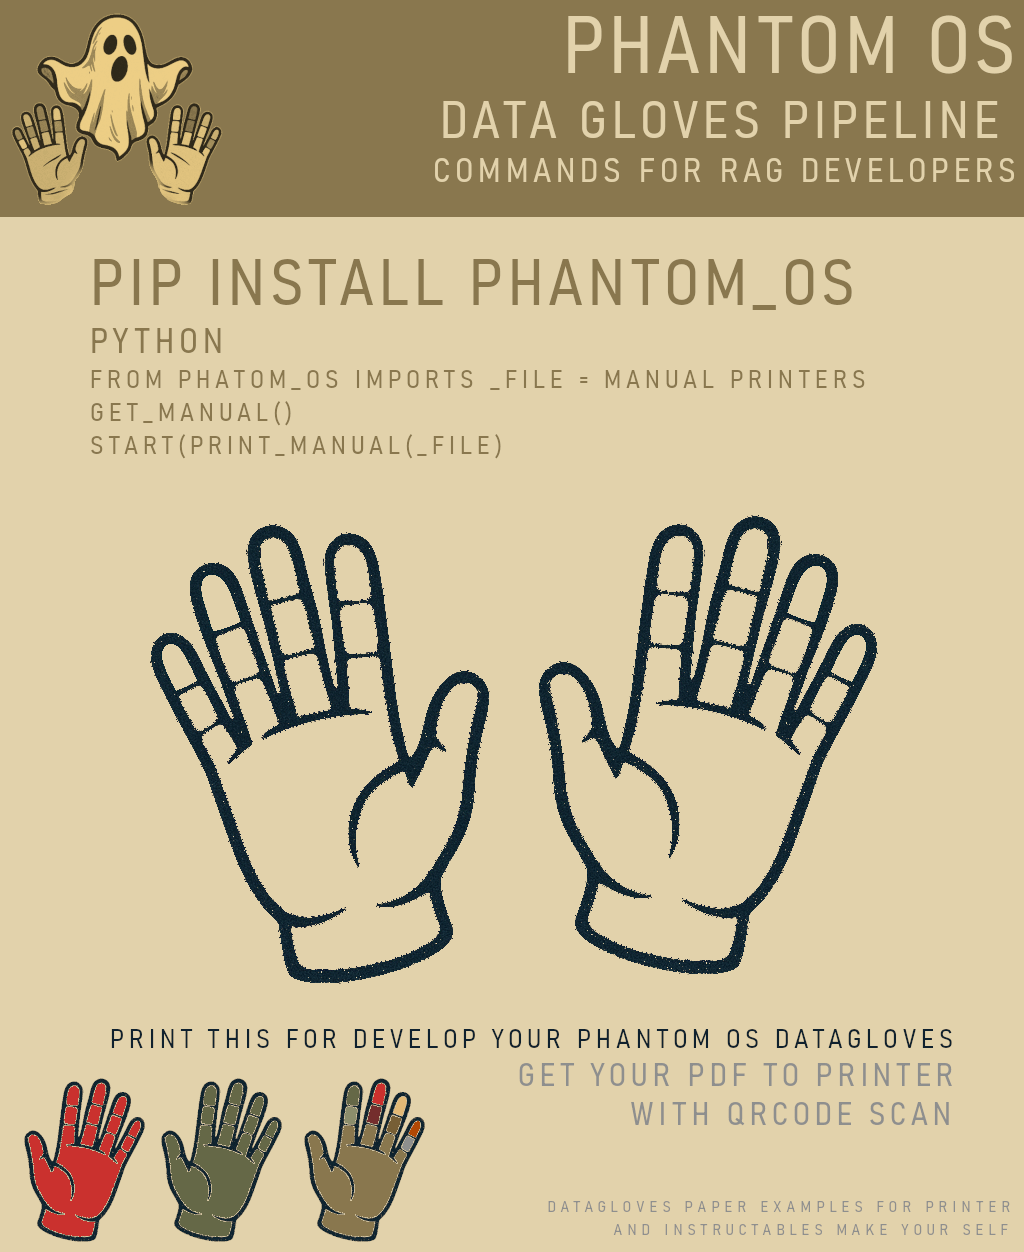 PHANTOM OS
DATA GLOVES PIPELINE
COMMANDS FOR RAG DEVELOPERS
PIP INSTALL PHANTOM_OS
PYTHON
FROM PHATOM_OS IMPORTS _FILE = MANUAL PRINTERS
GET_MANUAL()
START(PRINT_MANUAL(_FILE)
PRINT THIS FOR DEVELOP YOUR PHANTOM OS DATAGLOVES
GET YOUR PDF TO PRINTER
WITH QRCODE SCAN
DATAGLOVES PAPER EXAMPLES FOR PRINTER
AND INSTRUCTABLES MAKE YOUR SELF